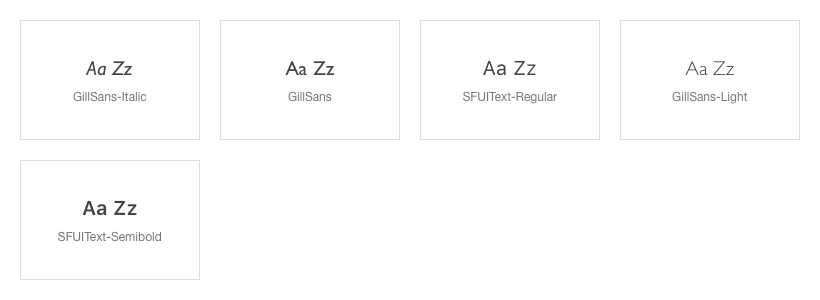 Aa Zz
GillSans-Italic
Aa Zz
GillSans
Aa Zz
SFUIText-Regular
Aa Zz
GillSans-Light
Aa Zz
SFUIText-Semibold